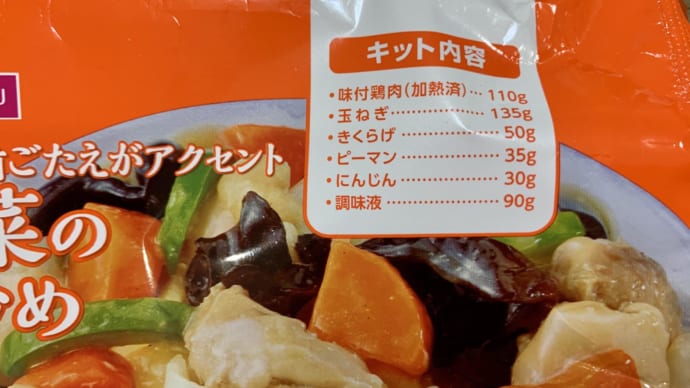 キット内容
・味付鶏肉(加熱済)… 110g
・玉ねぎ……………… 135g
・きくらげ…………… 50g
・ピーマン…………… 35g
・にんじん…………… 30g
・調味液……………… 90g
U
ごたえがアクセント
菜の
め